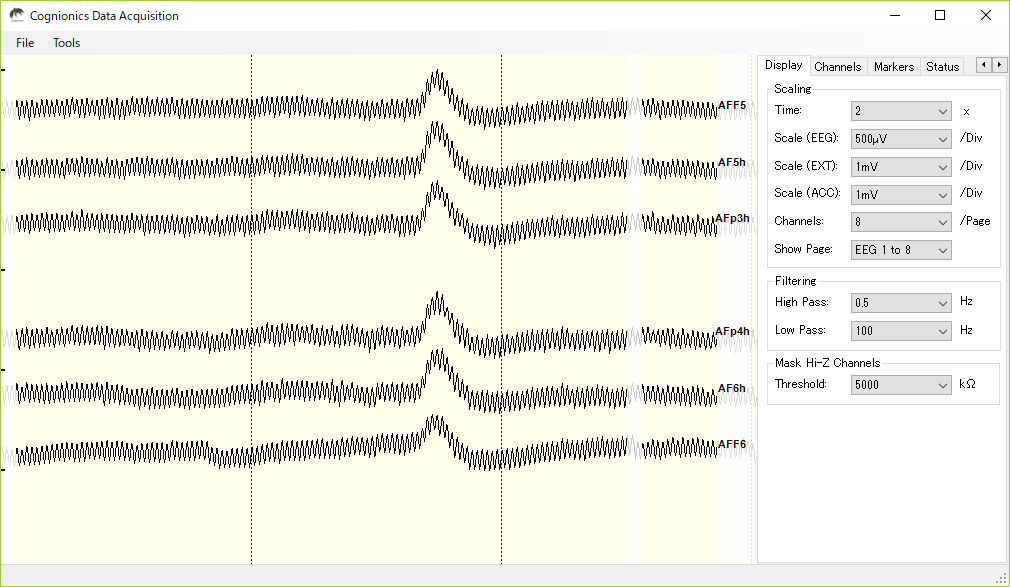 Cognionics Data Acquisition
File Tools
AFF5
AF5h
AFp3h
AFp4h
AF6h
AFF6
Display Channels Markers Status
Scaling
Time: 2 x
Scale (EEG): 500µV /Div
Scale (EXT): 1mV /Div
Scale (ACC): 1mV /Div
Channels: 8 /Page
Show Page: EEG 1 to 8
Filtering
High Pass: 0.5 Hz
Low Pass: 100 Hz
Mask Hi-Z Channels
Threshold: 5000 kΩ